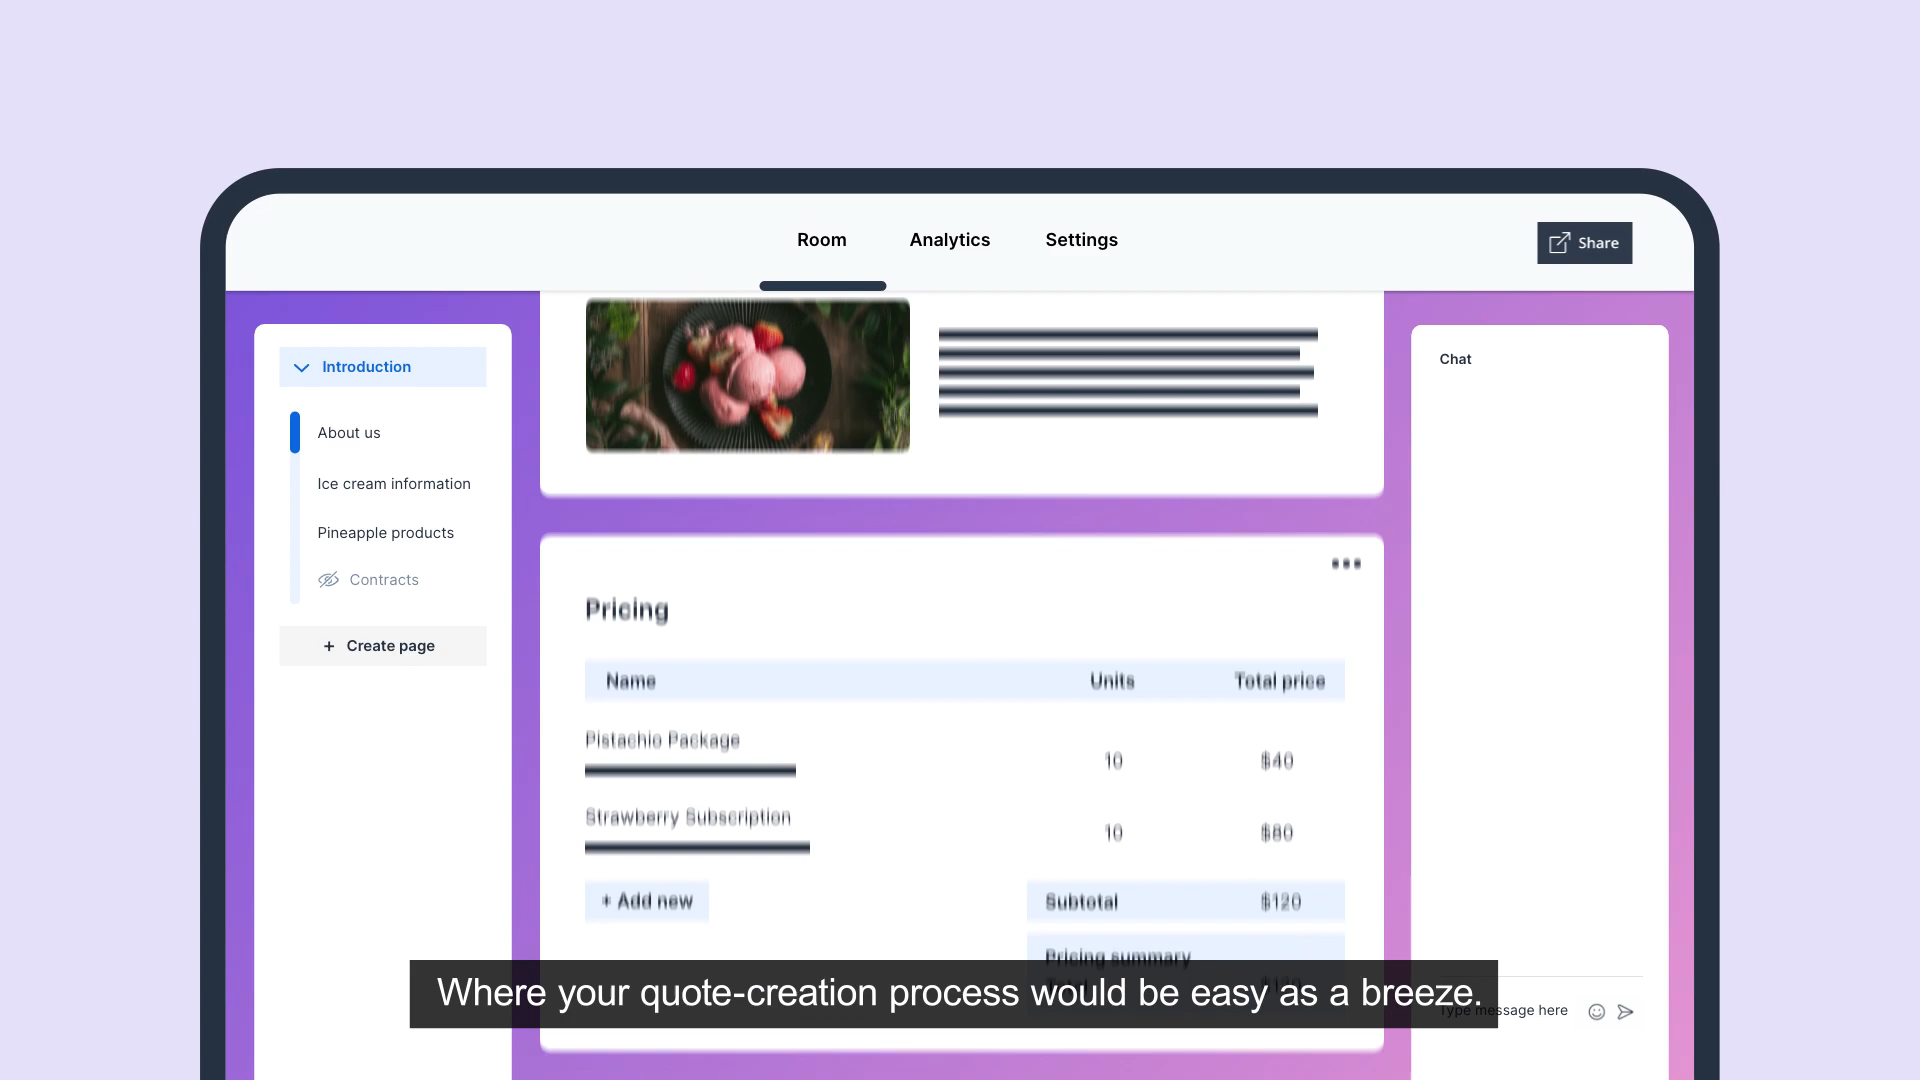 Room
Analytics
Settings
Share
Introduction
About us
Ice cream information
Pineapple products
Contracts
+ Create page
Pricing
Name Units Total price
Pistachio Package
10 $40
Strawberry Subscription
10 $80
+ Add new
Subtotal $120
Pricing summary
Chat
Type message here
Where your quote-creation process would be easy as a breeze.